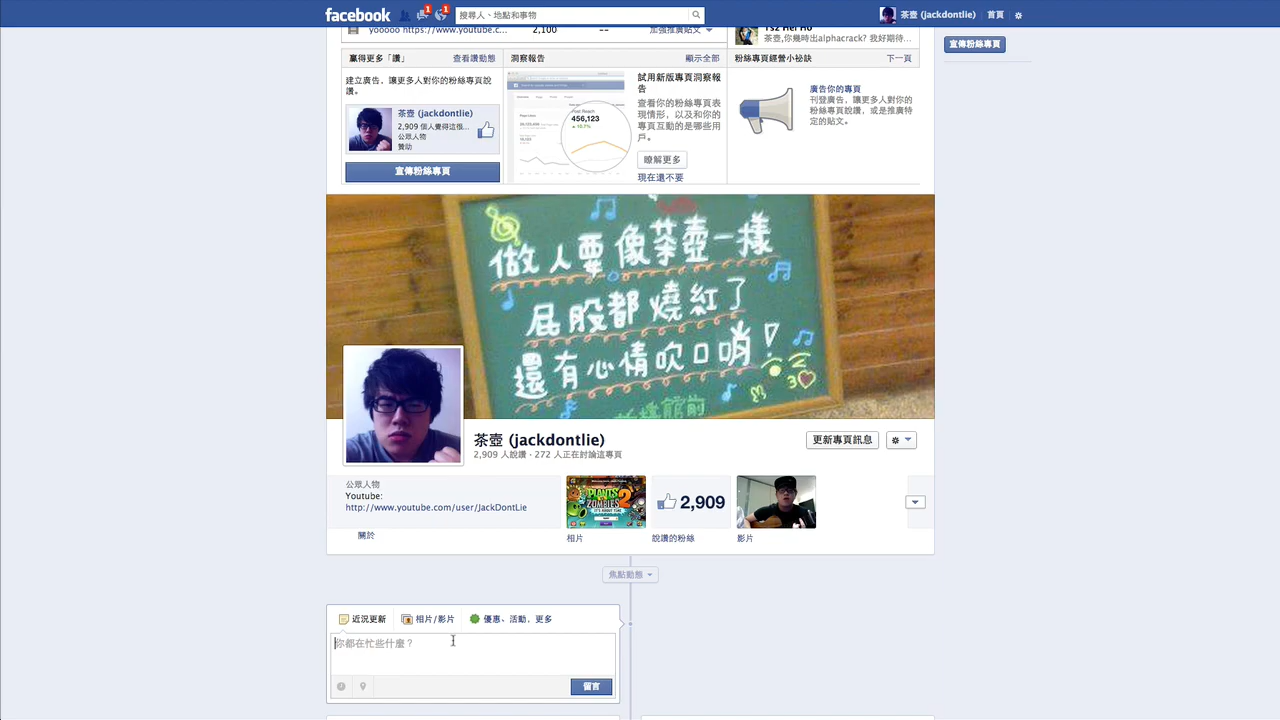 facebook
1
1
搜尋人、地點和事物
茶壺 (jackdontlie)
首頁
yooooo https://www.youtube.c...
2,100
--
加強推廣貼文
茶壺,你幾時出alphacrack? 我好期待...
宣傳粉絲專頁
贏得更多「讚」
查看讚動態
洞察報告
顯示全部
粉絲專頁經營小祕訣
下一頁
建立廣告，讓更多人對你的粉絲專頁說
讚。
茶壺 (jackdontlie)
2,909 個人覺得這很...
公眾人物
贊助
宣傳粉絲專頁
Post Reach
456,123
試用新版專頁洞察報
告
查看你的粉絲專頁表
現情形，以及和你的
專頁互動的是哪些用
戶。
瞭解更多
現在還不要
廣告你的專頁
刊登廣告，讓更多人對你的
粉絲專頁說讚，或是推廣特
定的貼文。
做人要像茶壺一樣
屁股都燒紅了
還有心情吹口哨!
茶壺 (jackdontlie)
2,909 人說讚 · 272 人正在討論這專頁
更新專頁訊息
公眾人物
Youtube:
http://www.youtube.com/user/JackDontLie
關於
PLANTS
ZOMBIES 2
IT'S ABOUT TIME
相片
2,909
說讚的粉絲
影片
焦點動態
近況更新
相片/影片
優惠、活動，更多
你都在忙些什麼？
留言